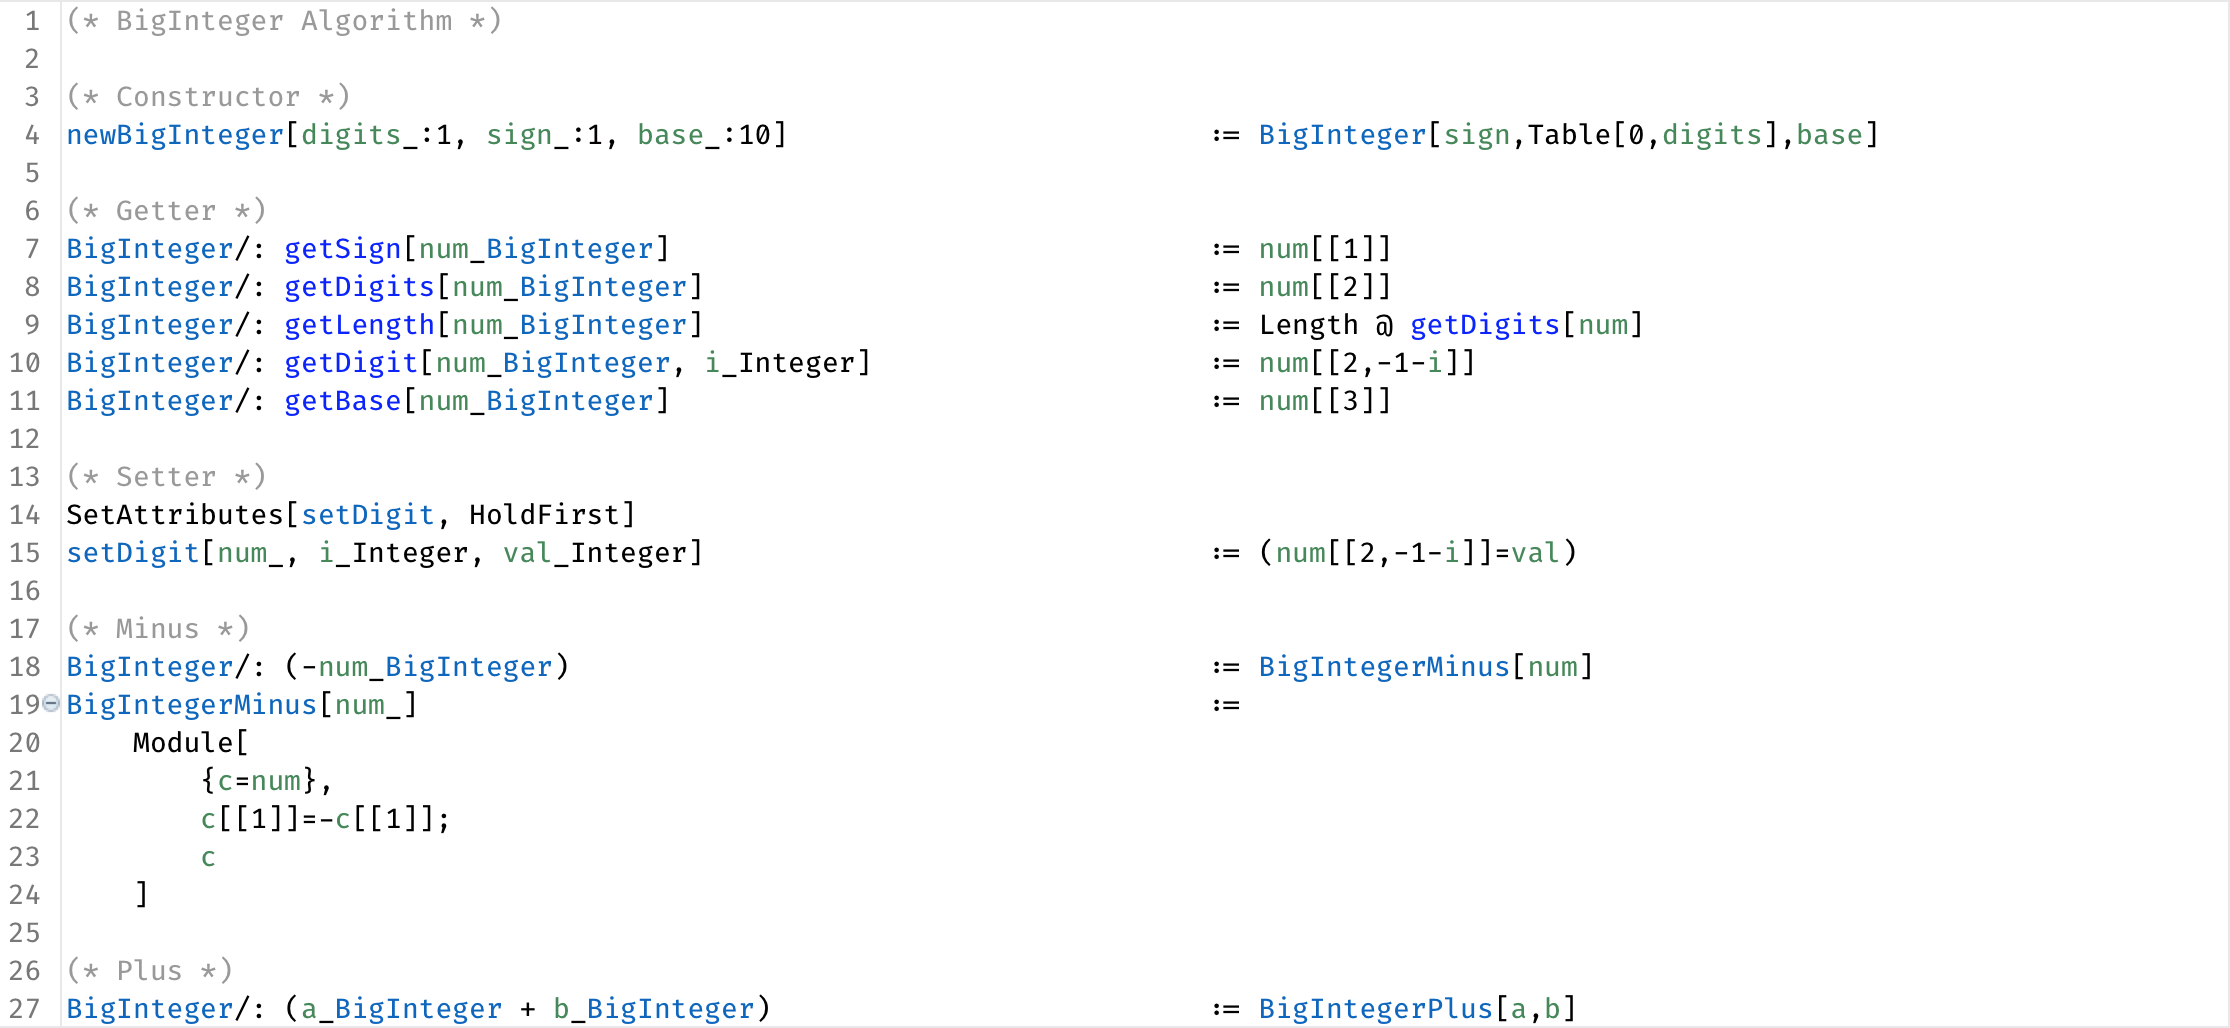 1 (* BigInteger Algorithm *)
2
3 (* Constructor *)
4 newBigInteger[digits_:1, sign_:1, base_:10] := BigInteger[sign,Table[0,digits],base]
5
6 (* Getter *)
7 BigInteger/: getSign[num_BigInteger] := num[[1]]
8 BigInteger/: getDigits[num_BigInteger] := num[[2]]
9 BigInteger/: getLength[num_BigInteger] := Length @ getDigits[num]
10 BigInteger/: getDigit[num_BigInteger, i_Integer] := num[[2,-1-i]]
11 BigInteger/: getBase[num_BigInteger] := num[[3]]
12
13 (* Setter *)
14 SetAttributes[setDigit, HoldFirst]
15 setDigit[num_, i_Integer, val_Integer] := (num[[2,-1-i]]=val)
16
17 (* Minus *)
18 BigInteger/: (-num_BigInteger) := BigIntegerMinus[num]
19 BigIntegerMinus[num_] :=
20 Module[
21 {c=num},
22 c[[1]]=-c[[1]];
23 c
24 ]
25
26 (* Plus *)
27 BigInteger/: (a_BigInteger + b_BigInteger) := BigIntegerPlus[a,b]